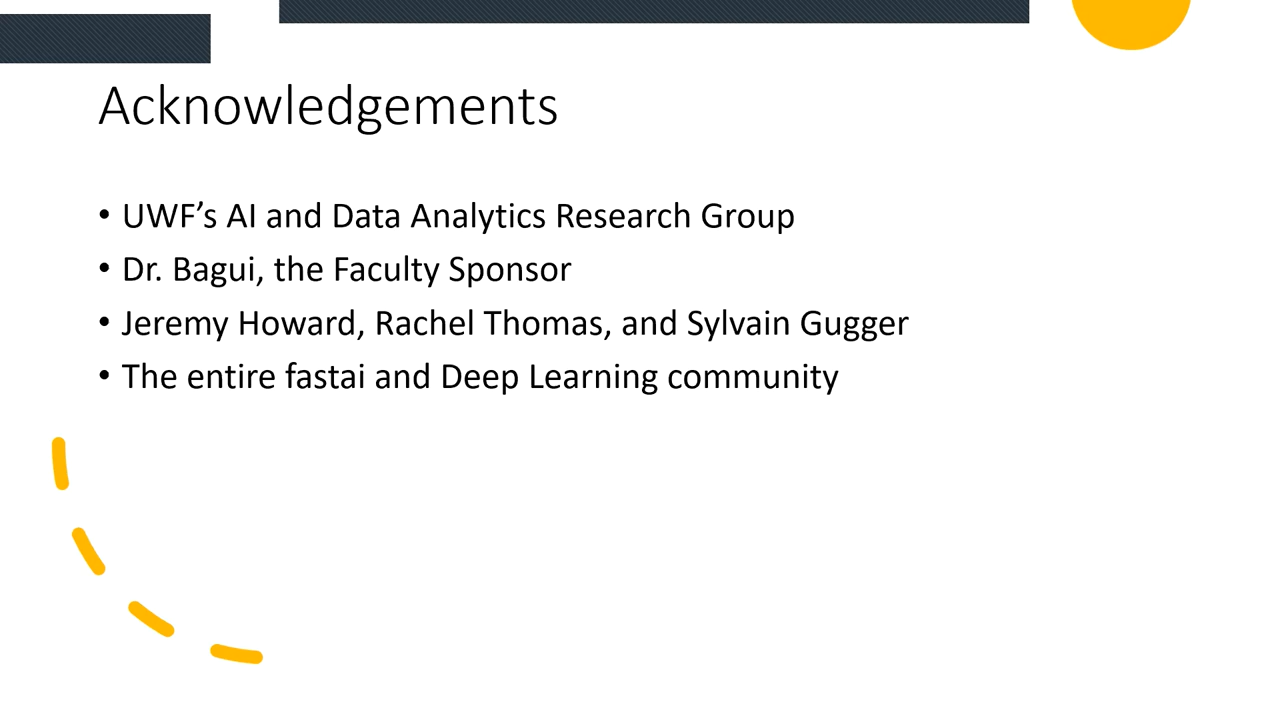 Acknowledgements
• UWF’s AI and Data Analytics Research Group
• Dr. Bagui, the Faculty Sponsor
• Jeremy Howard, Rachel Thomas, and Sylvain Gugger
• The entire fastai and Deep Learning community